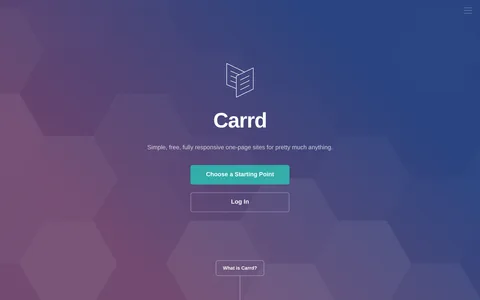 Carrd
Simple, free, fully responsive one-page sites for pretty much anything.
Choose a Starting Point
Log In
What is Carrd?